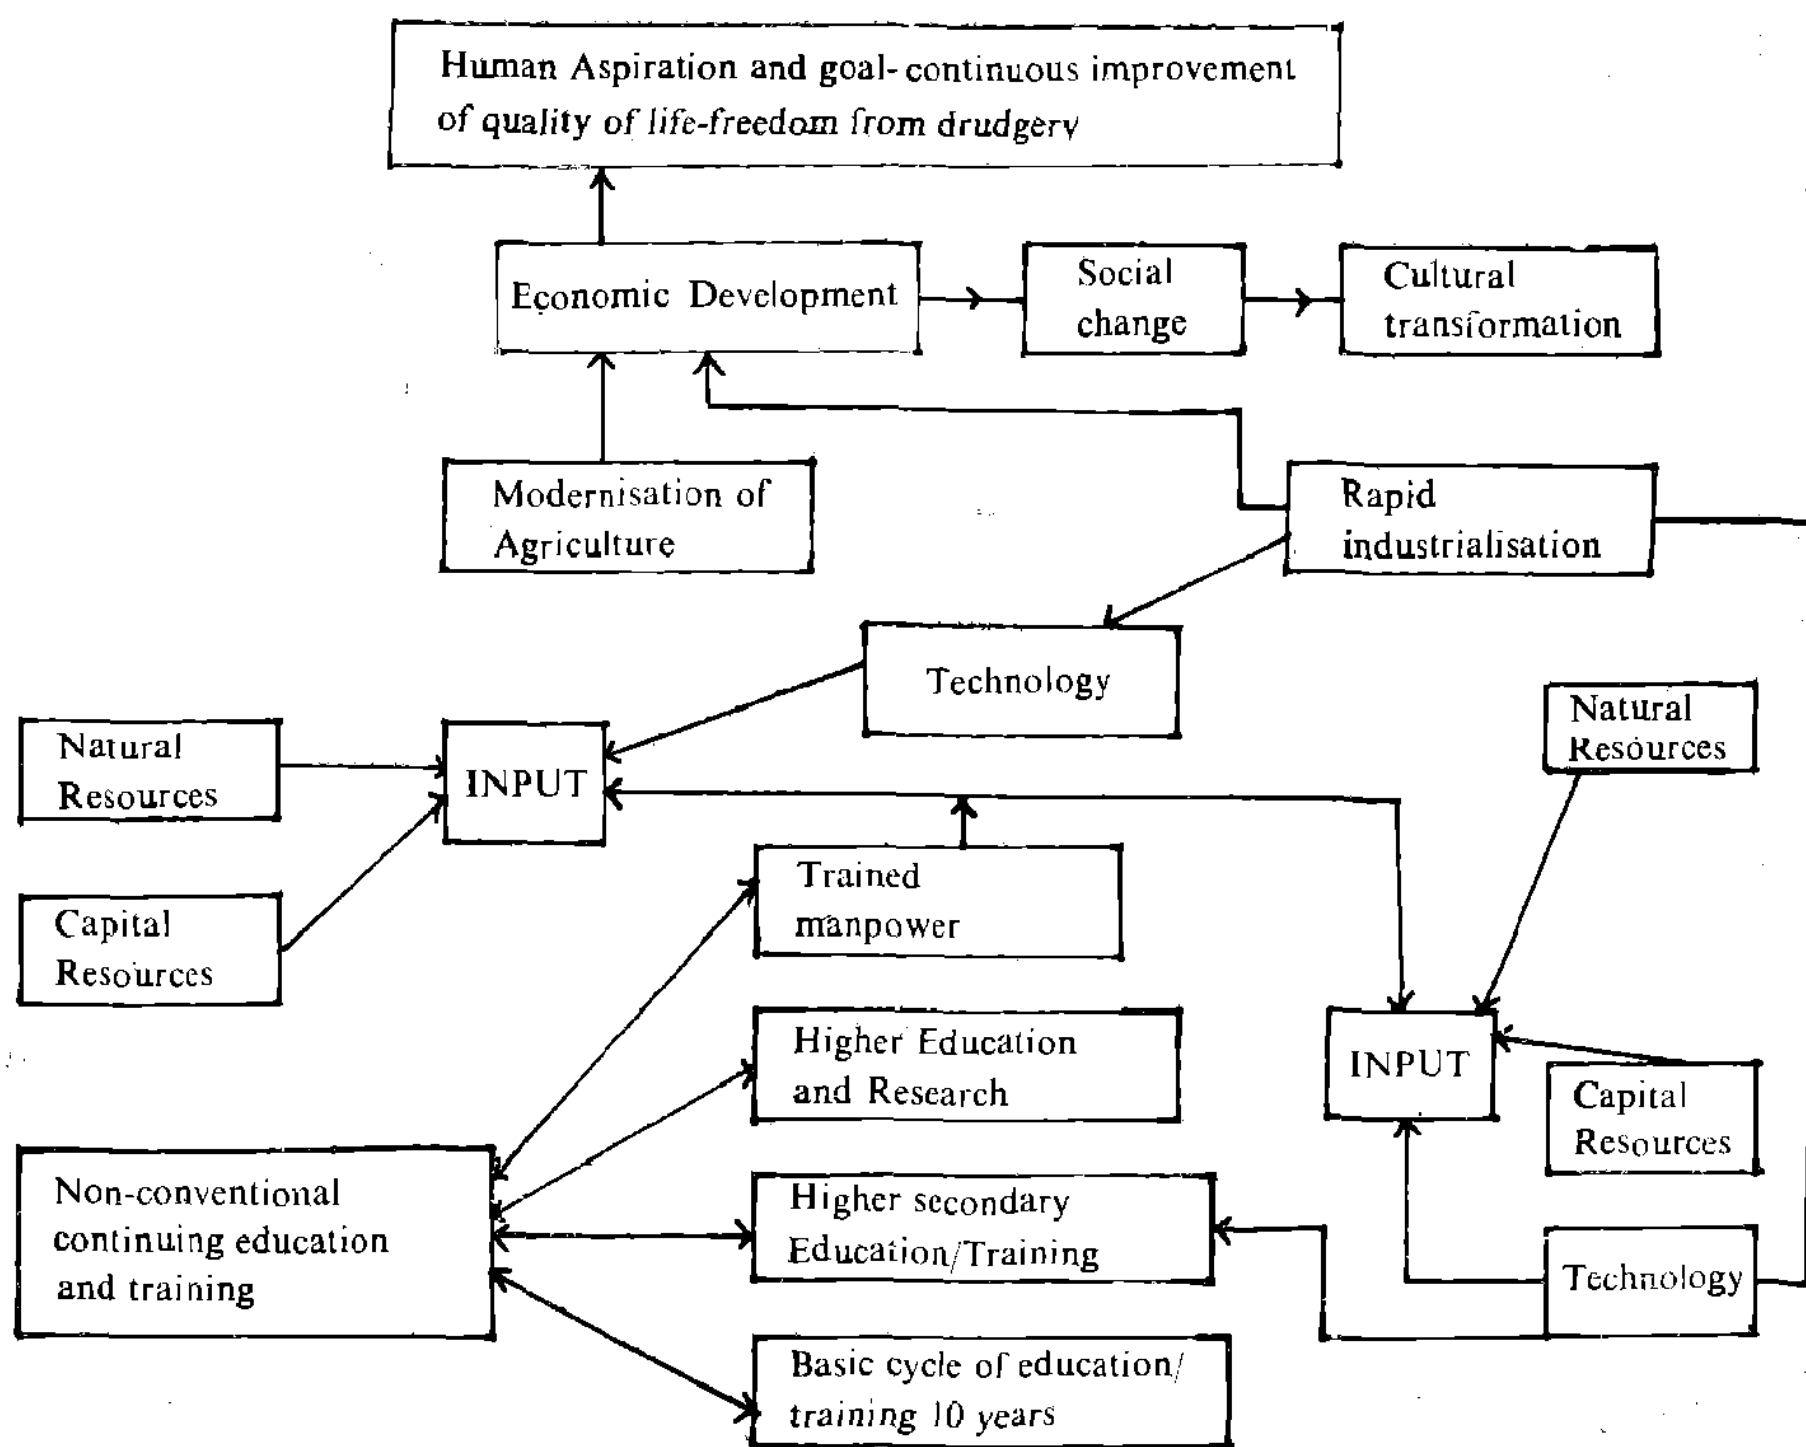 Human Aspiration and goal-continuous improvement
of quality of life-freedom from drudgery
Economic Development
Social
change
Cultural
transformation
Modernisation of
Agriculture
Rapid
industrialisation
Technology
Natural
Resources
Natural
Resources
INPUT
Trained
manpower
Capital
Resources
Higher Education
and Research
INPUT
Capital
Resources
Non-conventional
continuing education
and training
Higher secondary
Education/Training
Technology
Basic cycle of education/
training 10 years